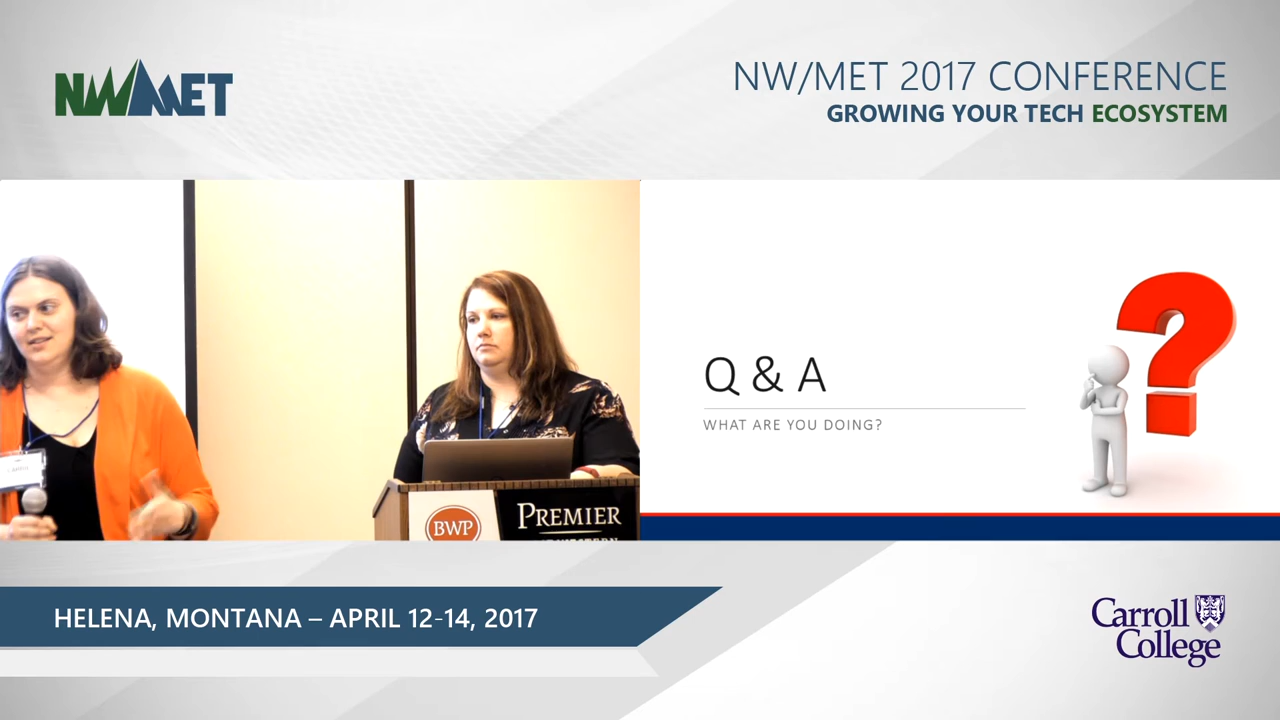 NWMET
NW/MET 2017 CONFERENCE
GROWING YOUR TECH ECOSYSTEM
Q & A
WHAT ARE YOU DOING?
BWP
PREMIER
HELENA, MONTANA – APRIL 12-14, 2017
Carroll
College